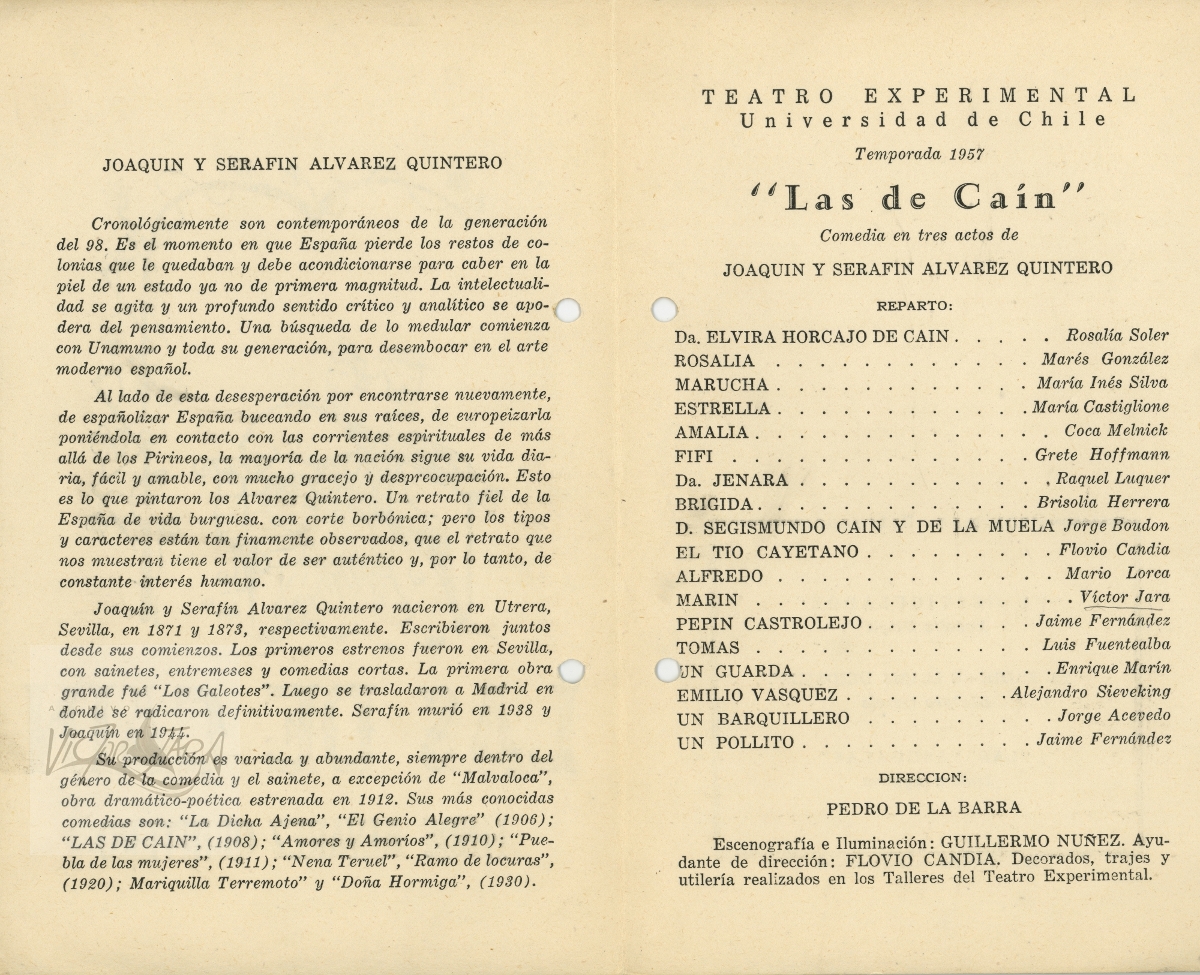 JOAQUIN Y SERAFIN ALVAREZ QUINTERO
Cronológicamente son contemporáneos de la generación
del 98. Es el momento en que España pierde los restos de co-
lonias que le quedaban y debe acondicionarse para caber en la
piel de un estado ya no de primera magnitud. La intelectuali-
dad se agita y un profundo sentido crítico y analítico se apo-
dera del pensamiento. Una búsqueda de lo medular comienza
con Unamuno y toda su generación, para desembocar en el arte
moderno español.
Al lado de esta desesperación por encontrarse nuevamente,
de españolizar España buceando en sus raíces, de europeizarla
poniéndola en contacto con las corrientes espirituales de más
allá de los Pirineos, la mayoría de la nación sigue su vida dia-
ria, fácil y amable, con mucho gracejo y despreocupación. Esto
es lo que pintaron los Alvarez Quintero. Un retrato fiel de la
España de vida burguesa. con corte borbónica; pero los tipos
y caracteres están tan finamente observados, que el retrato que
nos muestran tiene el valor de ser auténtico y, por lo tanto, de
constante interés humano.
Joaquín y Serafín Alvarez Quintero nacieron en Utrera,
Sevilla, en 1871 y 1873, respectivamente. Escribieron juntos
desde sus comienzos. Los primeros estrenos fueron en Sevilla,
con sainetes, entremeses y comedias cortas. La primera obra
grande fué "Los Galeotes". Luego se trasladaron a Madrid en
donde se radicaron definitivamente. Serafín murió en 1938 y
Joaquín en 1944.
Su producción es variada y abundante, siempre dentro del
género de la comedia y el sainete, a excepción de "Malvaloca",
obra dramático-poética estrenada en 1912. Sus más conocidas
comedias son: "La Dicha Ajena", "El Genio Alegre" (1906);
"LAS DE CAIN", (1908); "Amores y Amoríos", (1910); "Pue-
bla de las mujeres", (1911); "Nena Teruel", "Ramo de locuras",
(1920); Mariquilla Terremoto" y "Doña Hormiga", (1930).
VICTOR JARA
TEATRO EXPERIMENTAL
Universidad de Chile
Temporada 1957
"Las de Caín"
Comedia en tres actos de
JOAQUIN Y SERAFIN ALVAREZ QUINTERO
REPARTO:
Da. ELVIRA HORCAJO DE CAIN . . . . . Rosalía Soler
ROSALIA . . . . . . . . . . . . Marés González
MARUCHA . . . . . . . . . . . . María Inés Silva
ESTRELLA . . . . . . . . . . . . María Castiglione
AMALIA . . . . . . . . . . . . . Coca Melnick
FIFI . . . . . . . . . . . . . Grete Hoffmann
Da. JENARA . . . . . . . . . . . Raquel Luquer
BRIGIDA . . . . . . . . . . . . Brisolia Herrera
D. SEGISMUNDO CAIN Y DE LA MUELA Jorge Boudon
EL TIO CAYETANO . . . . . . . . Flovio Candia
ALFREDO . . . . . . . . . . . . Mario Lorca
MARIN . . . . . . . . . . . . . Víctor Jara
PEPIN CASTROLEJO . . . . . . . . Jaime Fernández
TOMAS . . . . . . . . . . . . . Luis Fuentealba
UN GUARDA . . . . . . . . . . . Enrique Marín
EMILIO VASQUEZ . . . . . . . . Alejandro Sieveking
UN BARQUILLERO . . . . . . . . . Jorge Acevedo
UN POLLITO . . . . . . . . . . . Jaime Fernández
DIRECCION:
PEDRO DE LA BARRA
Escenografía e Iluminación: GUILLERMO NUÑEZ. Ayu-
dante de dirección: FLOVIO CANDIA. Decorados, trajes y
utilería realizados en los Talleres del Teatro Experimental.